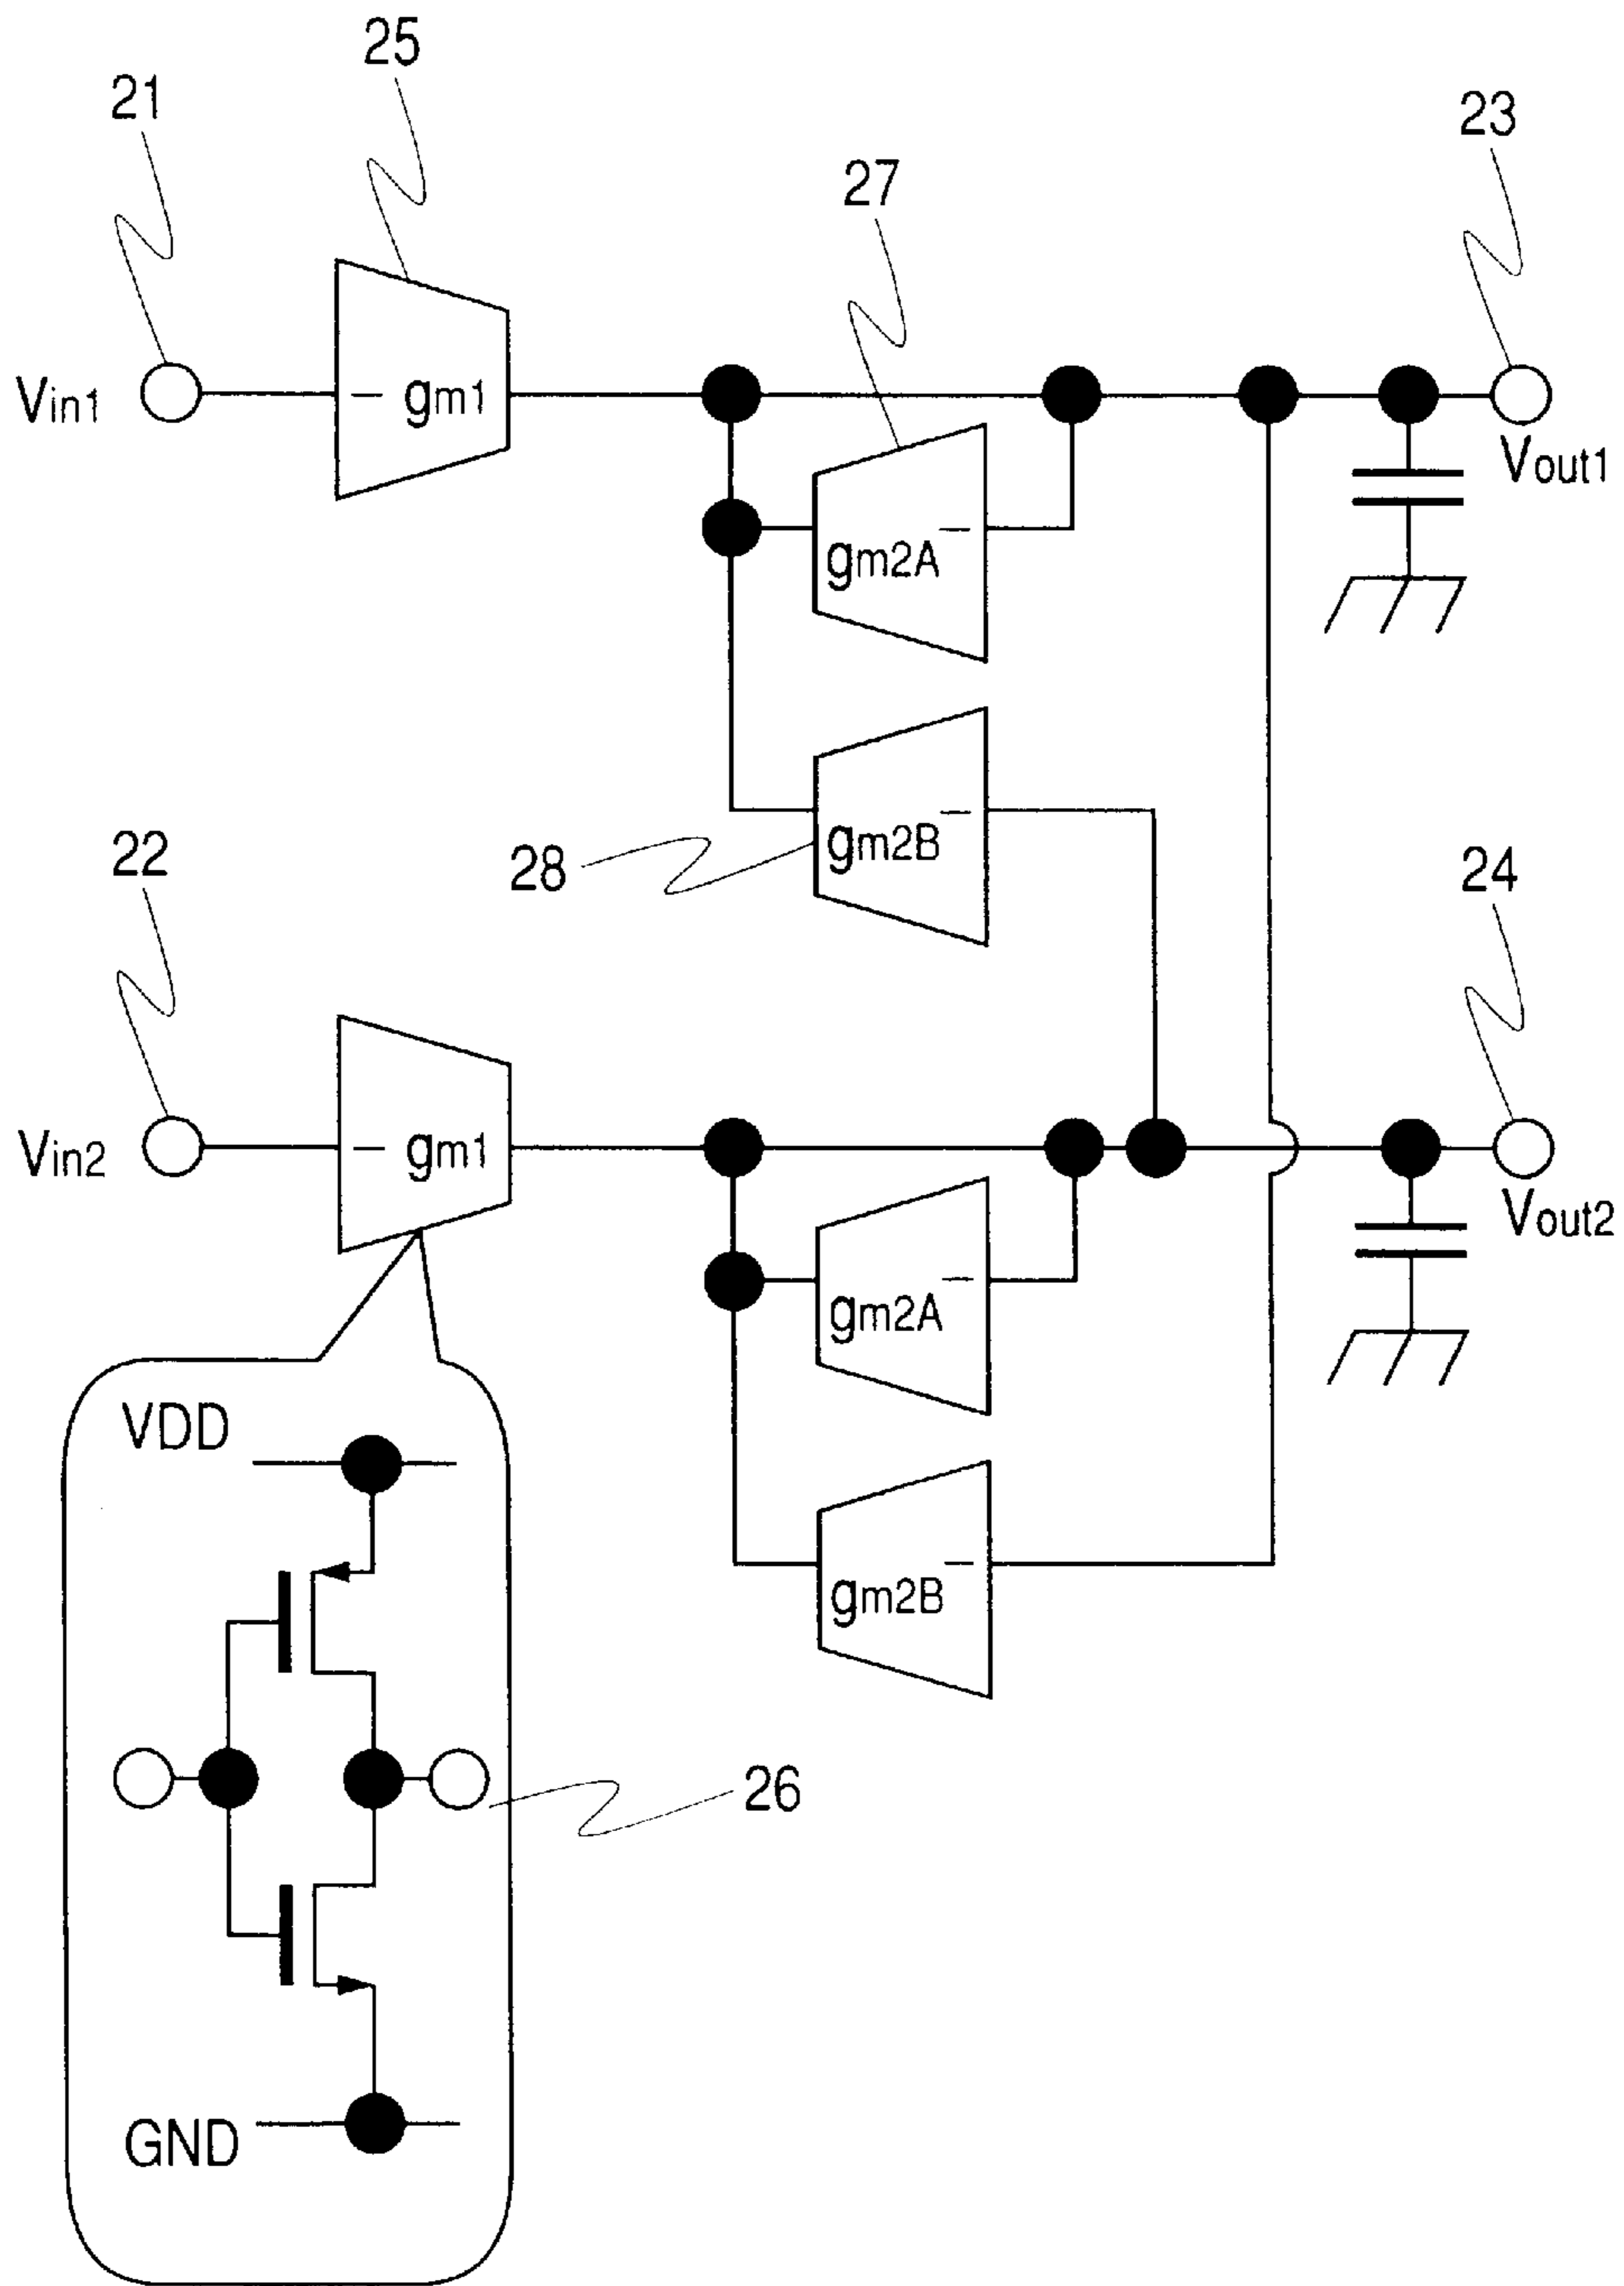 25
21
23
27
Vin1
– gm1
Vout1
gm2A –
gm2B –
28
22
24
Vin2
– gm1
Vout2
gm2A –
VDD
gm2B –
26
GND